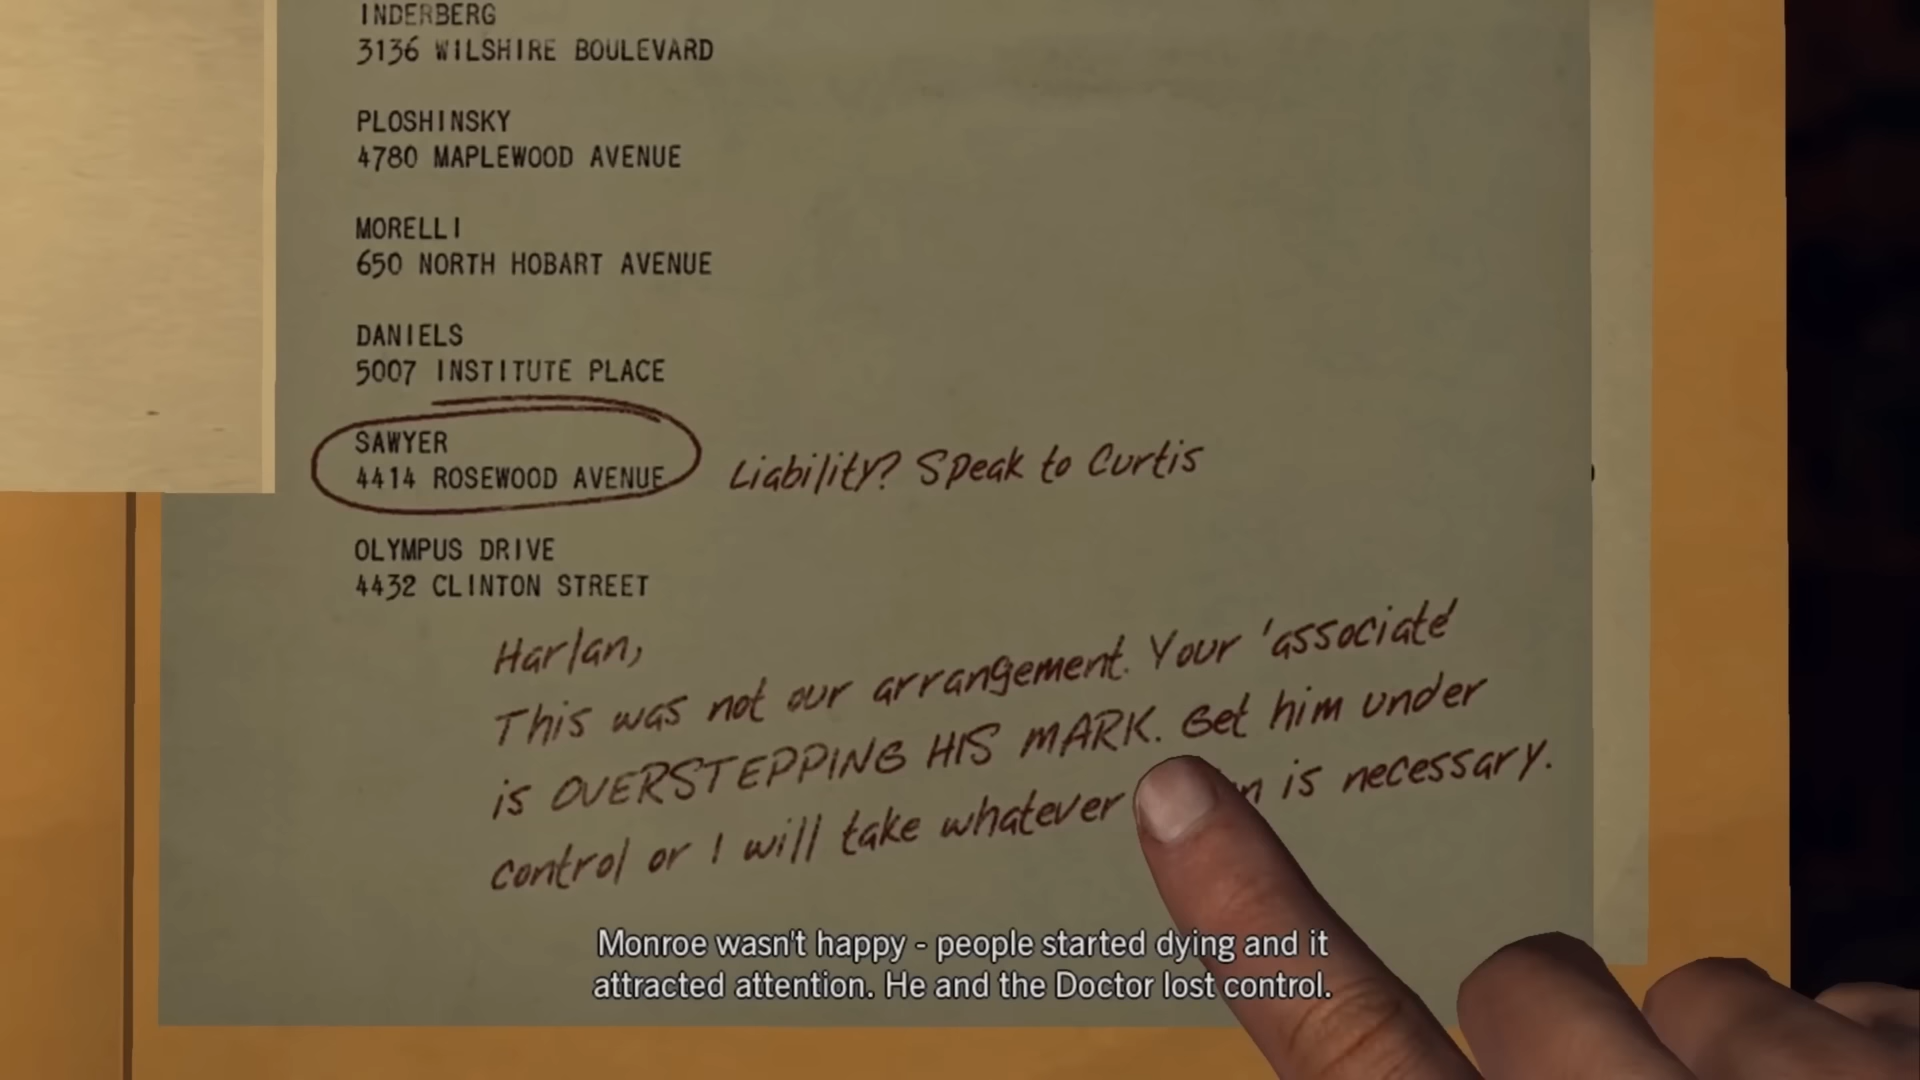 INDERBERG
3136 WILSHIRE BOULEVARD
PLOSHINSKY
4780 MAPLEWOOD AVENUE
MORELLI
650 NORTH HOBART AVENUE
DANIELS
5007 INSTITUTE PLACE
SAWYER
4414 ROSEWOOD AVENUE
Liability? Speak to Curtis
OLYMPUS DRIVE
4432 CLINTON STREET
Harlan,
This was not our arrangement. Your 'associate'
is OVERSTEPPING HIS MARK. Get him under
control or I will take whatever is necessary.
Monroe wasn't happy - people started dying and it
attracted attention. He and the Doctor lost control.